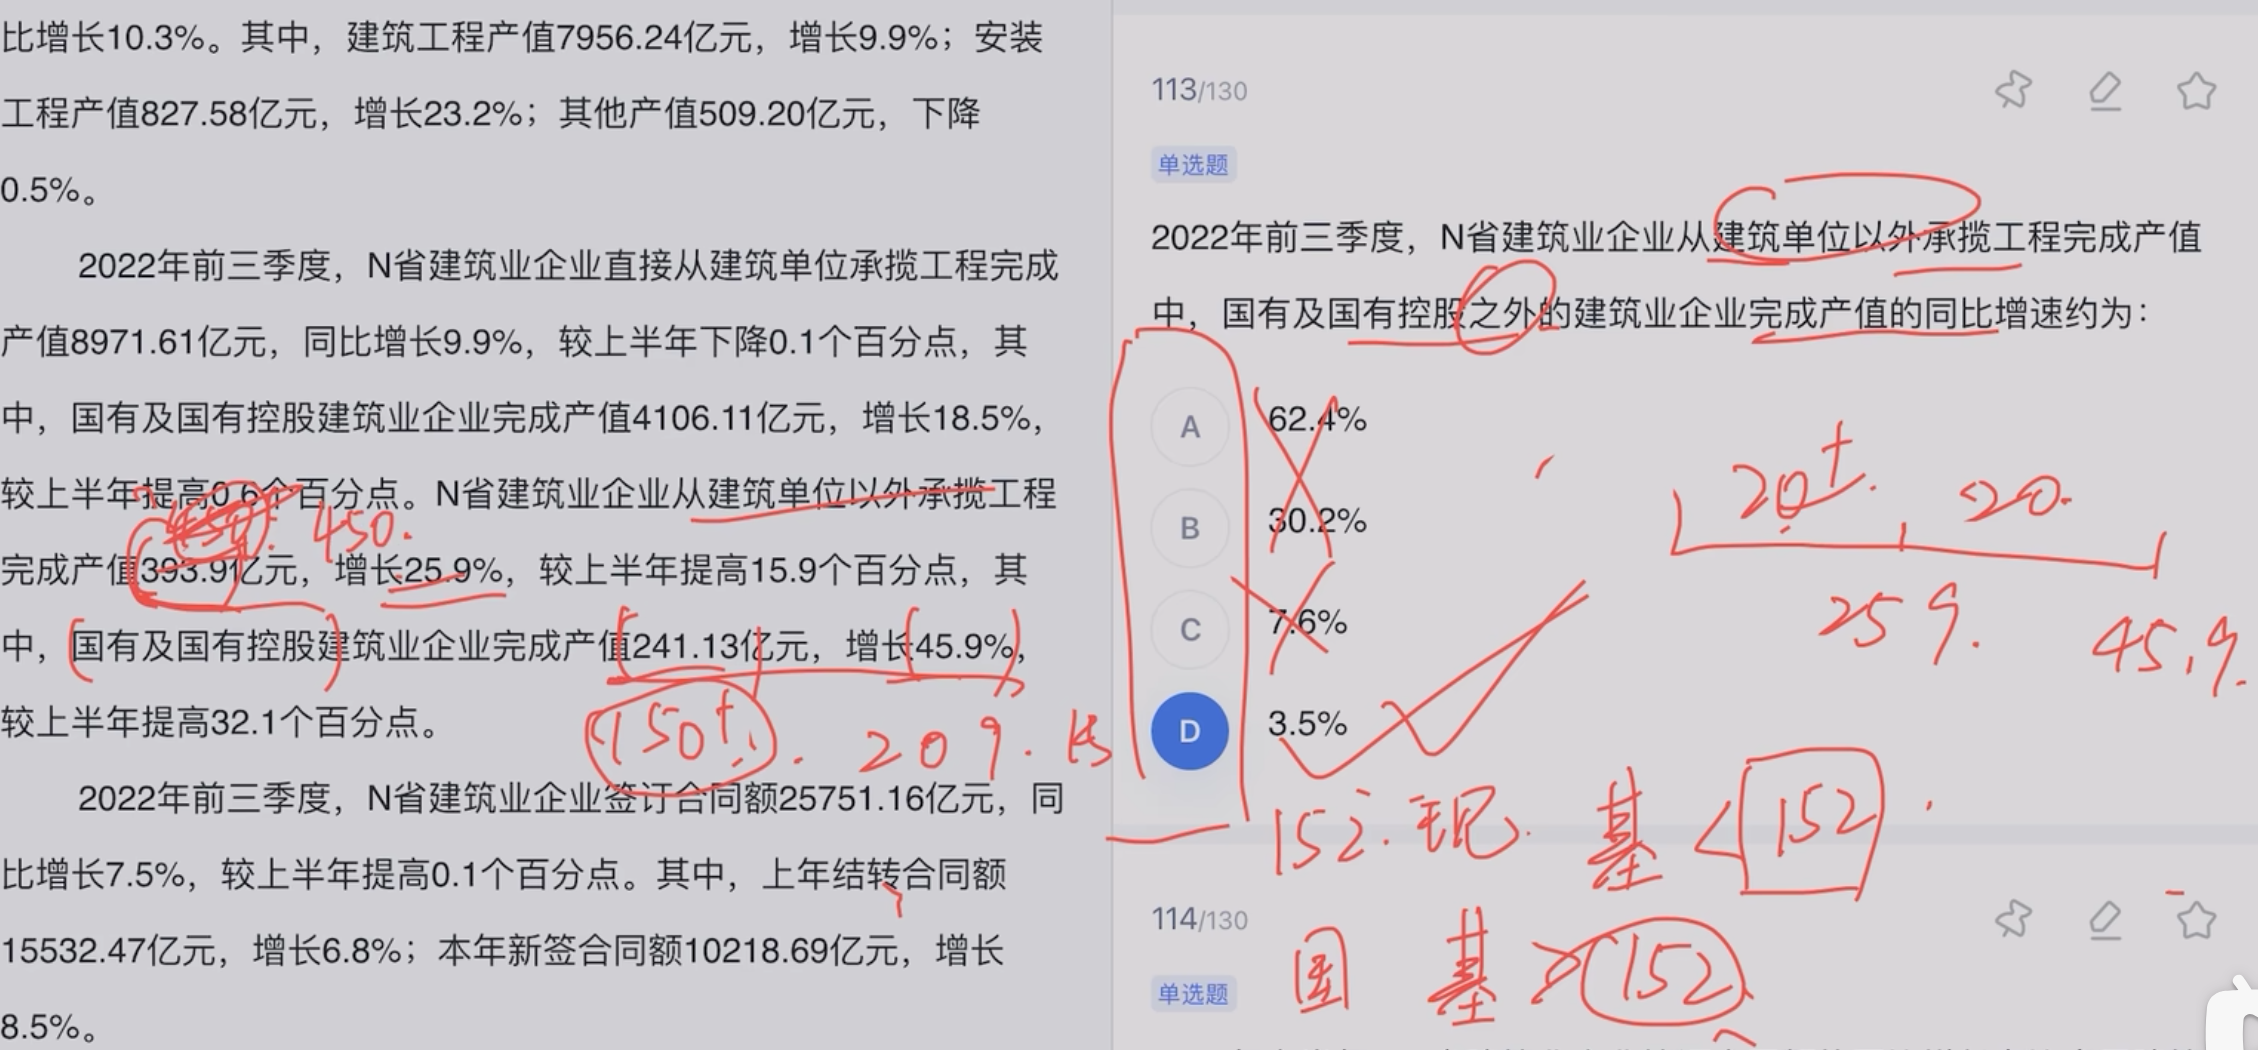 比增长10.3%。其中，建筑工程产值7956.24亿元，增长9.9%；安装
工程产值827.58亿元，增长23.2%；其他产值509.20亿元，下降
0.5%。
2022年前三季度，N省建筑业企业直接从建筑单位承揽工程完成
产值8971.61亿元，同比增长9.9%，较上半年下降0.1个百分点，其
中，国有及国有控股建筑业企业完成产值4106.11亿元，增长18.5%，
较上半年提高0.6个百分点。N省建筑业企业从建筑单位以外承揽工程
450.
完成产值393.9亿元，增长25.9%，较上半年提高15.9个百分点，其
中，国有及国有控股建筑业企业完成产值241.13亿元，增长45.9%，
较上半年提高32.1个百分点。
150+. 209.
2022年前三季度，N省建筑业企业签订合同额25751.16亿元，同
比增长7.5%，较上半年提高0.1个百分点。其中，上年结转合同额
15532.47亿元，增长6.8%；本年新签合同额10218.69亿元，增长
8.5%。
113/130
单选题
2022年前三季度，N省建筑业企业从建筑单位以外承揽工程完成产值
中，国有及国有控股之外的建筑业企业完成产值的同比增速约为：
A 62.4%
B 30.2%
C 7.6%
D 3.5%
20+. <20.
25 9. 45.9.
152.现. 基<152
114/130
国 基>152
单选题